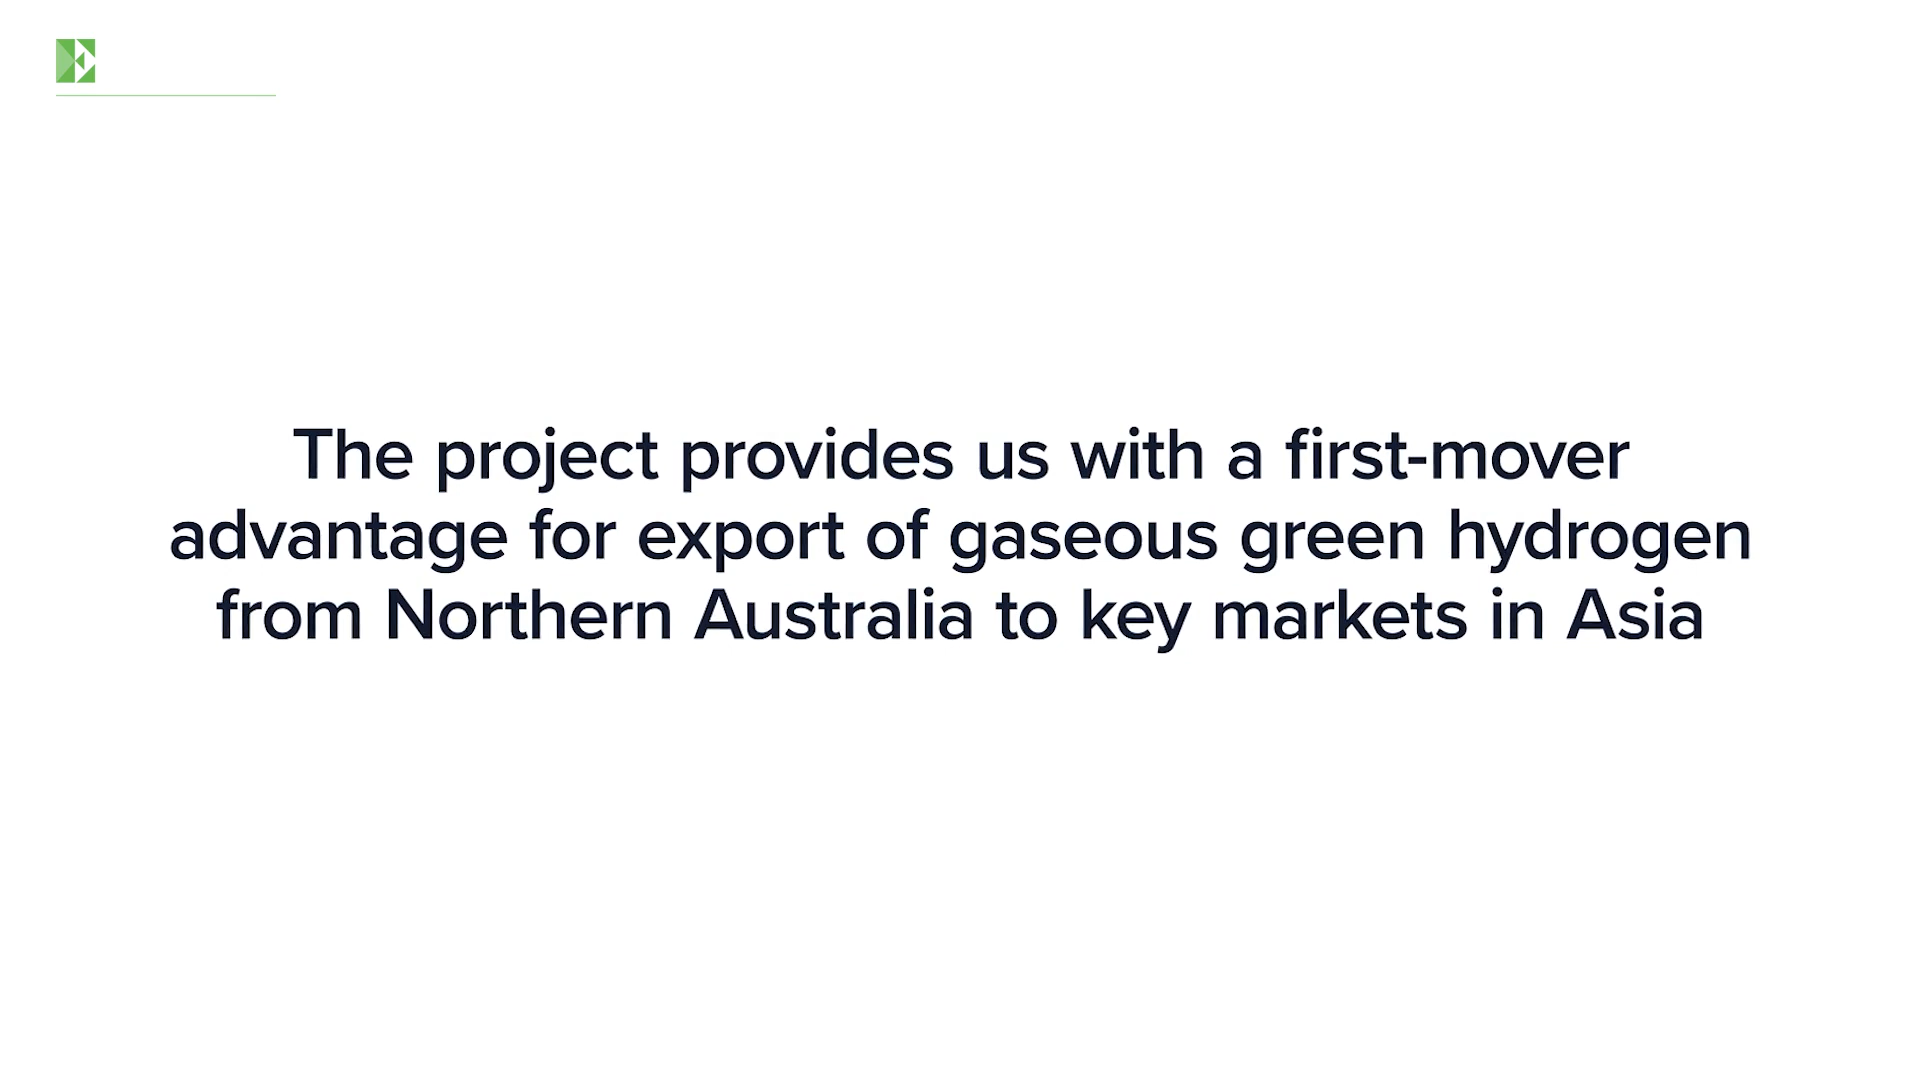 The project provides us with a first-mover
advantage for export of gaseous green hydrogen
from Northern Australia to key markets in Asia